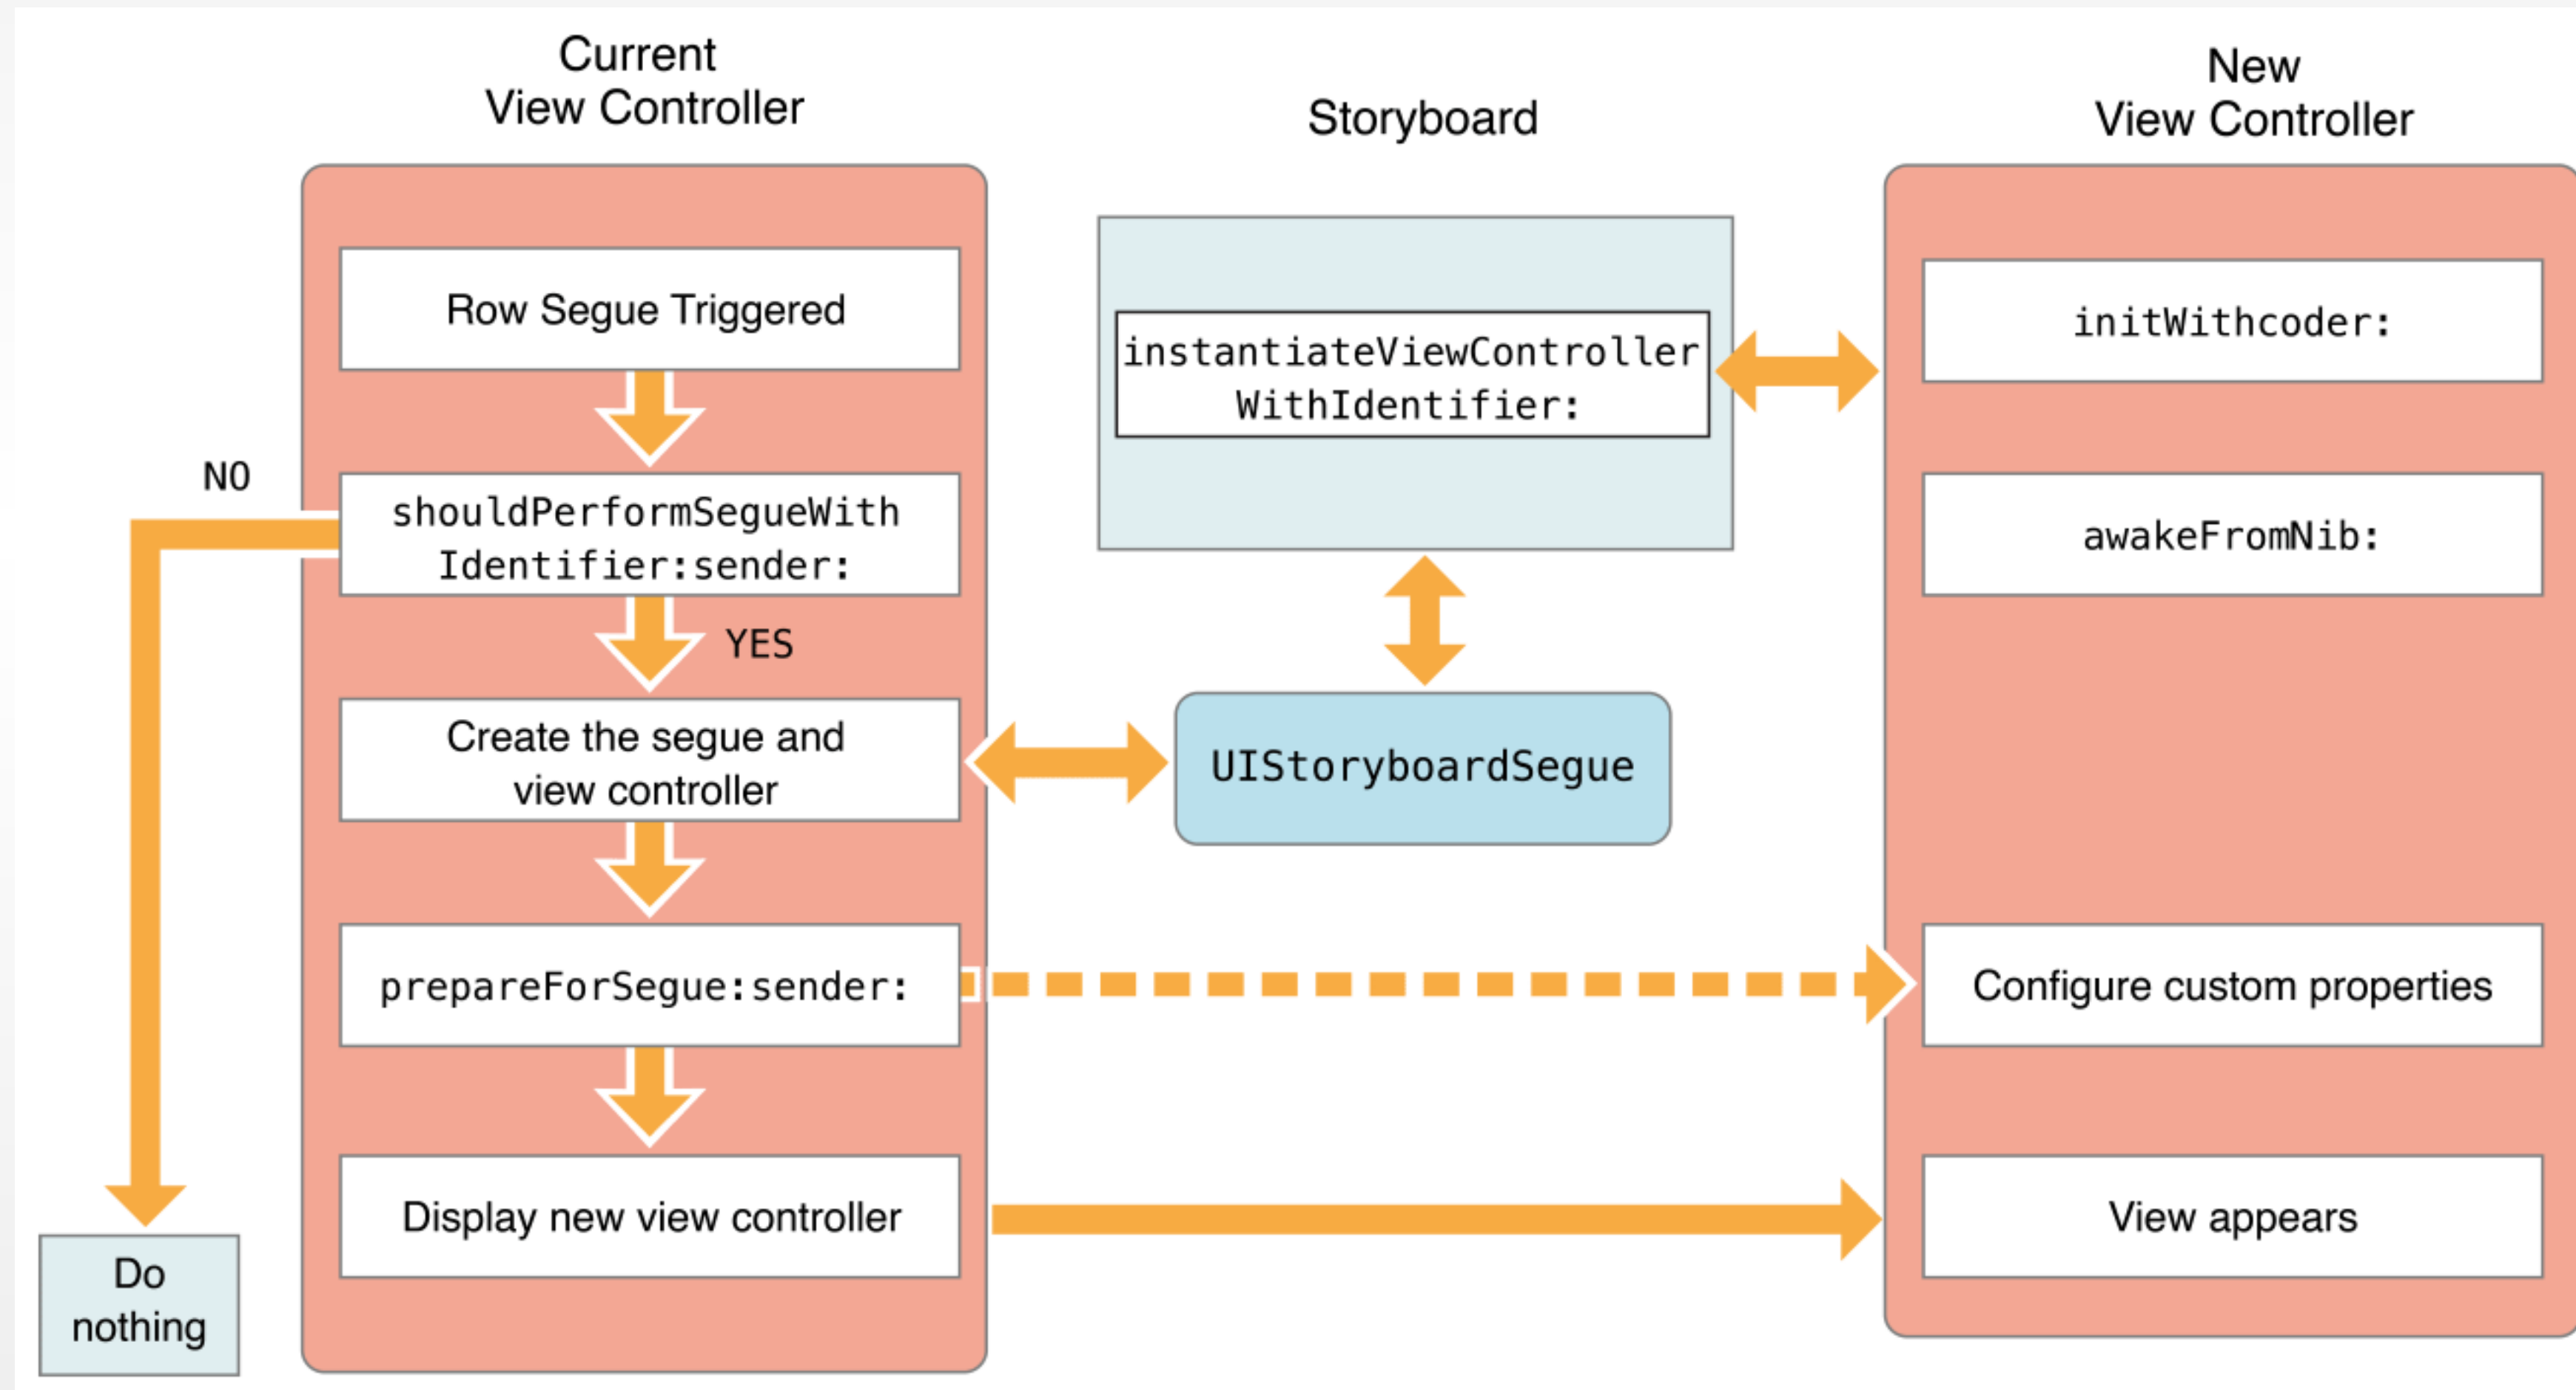 Current
View Controller
Row Segue Triggered
NO
shouldPerformSegueWith
Identifier:sender:
YES
Create the segue and
view controller
prepareForSegue:sender:
Display new view controller
Do
nothing
Storyboard
instantiateViewController
WithIdentifier:
UIStoryboardSegue
New
View Controller
initWithcoder:
awakeFromNib:
Configure custom properties
View appears